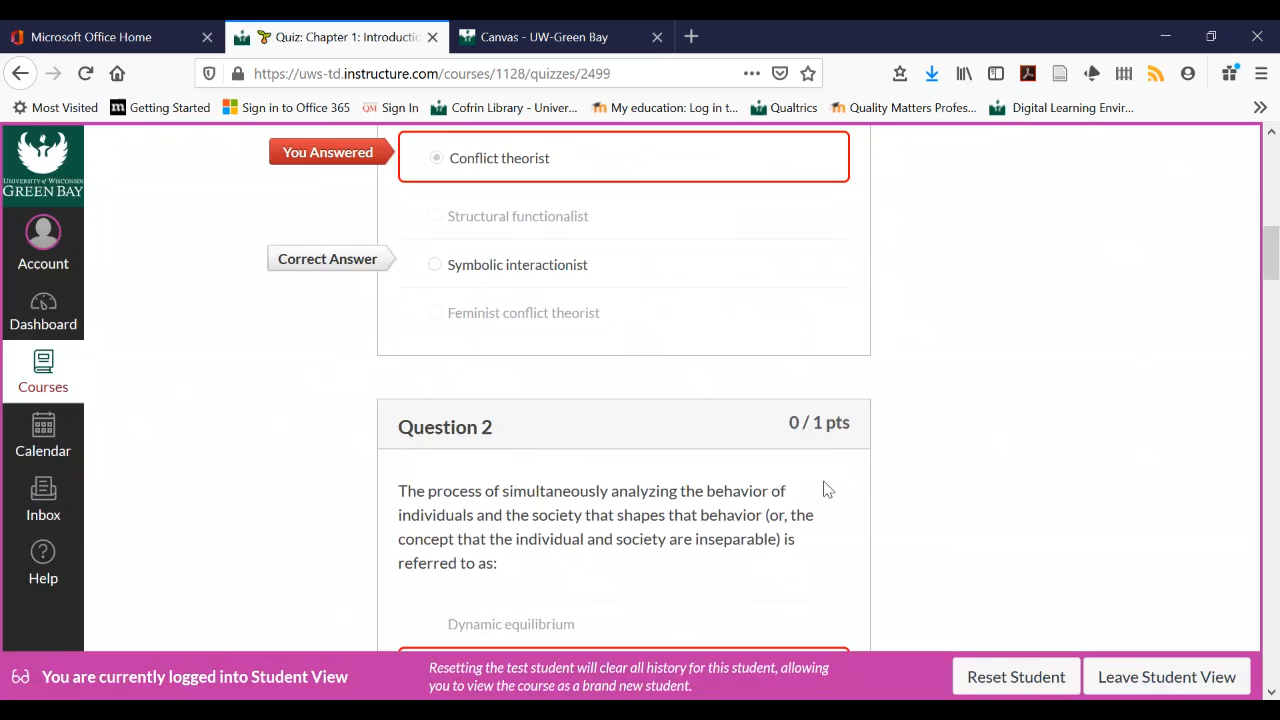 Microsoft Office Home
Quiz: Chapter 1: Introductio
Canvas - UW-Green Bay
https://uws-td.instructure.com/courses/1128/quizzes/2499
Most Visited
Getting Started
Sign in to Office 365
QM Sign In
Cofrin Library - Univer...
My education: Log in t...
Qualtrics
Quality Matters Profes...
Digital Learning Envir...
UNIVERSITY of WISCONSIN
GREEN BAY
Account
Dashboard
Courses
Calendar
Inbox
Help
You Answered
Conflict theorist
Structural functionalist
Correct Answer
Symbolic interactionist
Feminist conflict theorist
Question 2
0 / 1 pts
The process of simultaneously analyzing the behavior of
individuals and the society that shapes that behavior (or, the
concept that the individual and society are inseparable) is
referred to as:
Dynamic equilibrium
You are currently logged into Student View
Resetting the test student will clear all history for this student, allowing
you to view the course as a brand new student.
Reset Student
Leave Student View